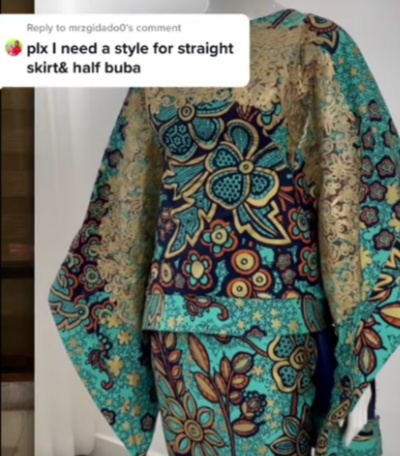 Reply to mrzgidado0's comment
plx I need a style for straight
skirt& half buba